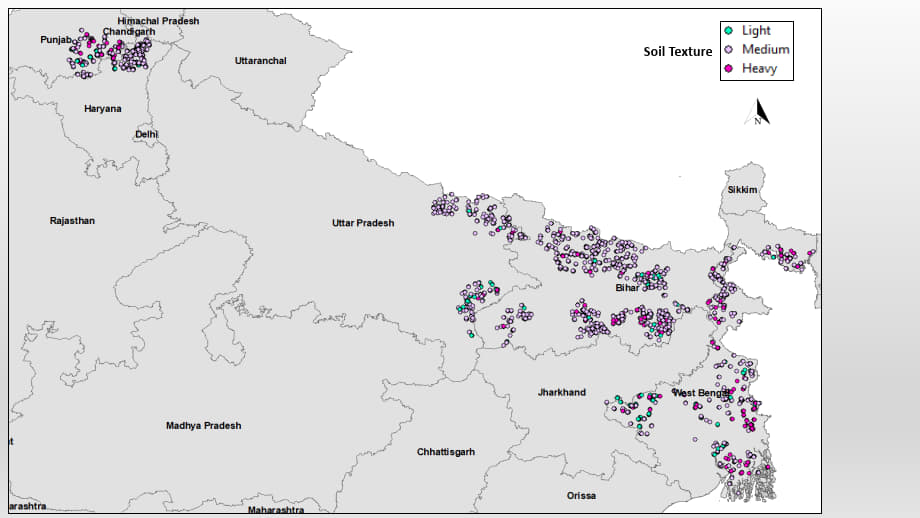 Himachal Pradesh
Chandigarh
Punjab
Uttaranchal
Soil Texture
Light
Medium
Heavy
N
Haryana
Delhi
Sikkim
Rajasthan
Uttar Pradesh
Bihar
Jharkhand
West Bengal
Madhya Pradesh
Chhattisgarh
t
Orissa
arashtra
Maharashtra